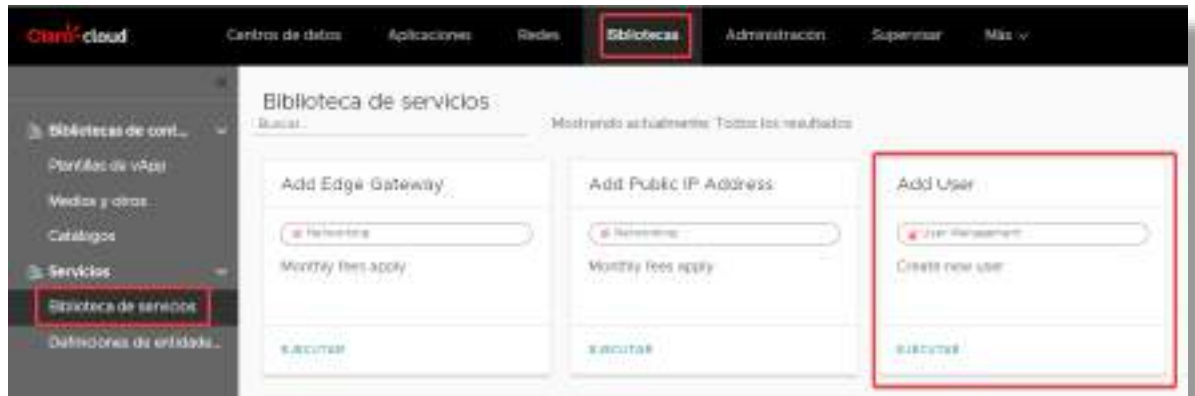 Claro-cloud
Centros de datos Aplicaciones Redes Bibliotecas Administración Supervisar Más
Biblioteca de servicios
Buscar...
Mostrando actualmente: Todos los resultados
Bibliotecas de cont...
Plantillas de vApp
Medios y otros
Catálogos
Servicios
Biblioteca de servicios
Definiciones de entidade...
Add Edge Gateway
Networking
Monthly fees apply
EJECUTAR
Add Public IP Address
Networking
Monthly fees apply
EJECUTAR
Add User
User Management
Create new user
EJECUTAR